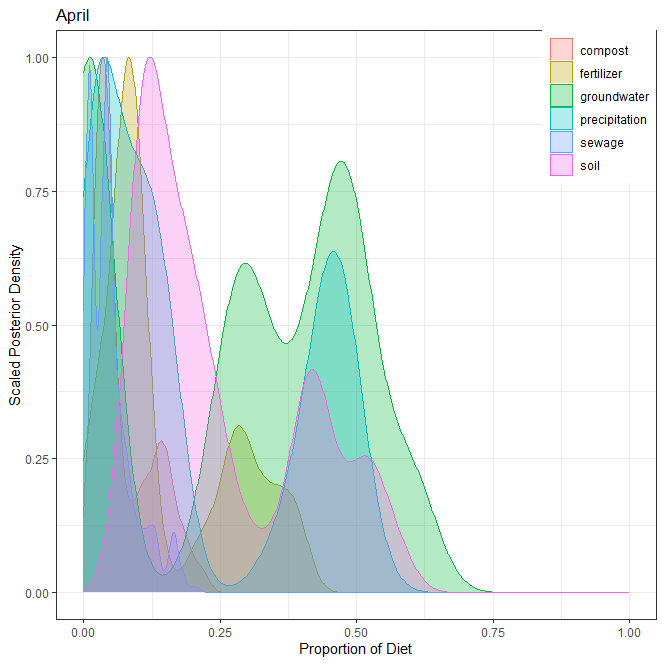 April
compost
fertilizer
groundwater
precipitation
sewage
soil
1.00
0.75
0.50
0.25
0.00
Scaled Posterior Density
0.00 0.25 0.50 0.75 1.00
Proportion of Diet